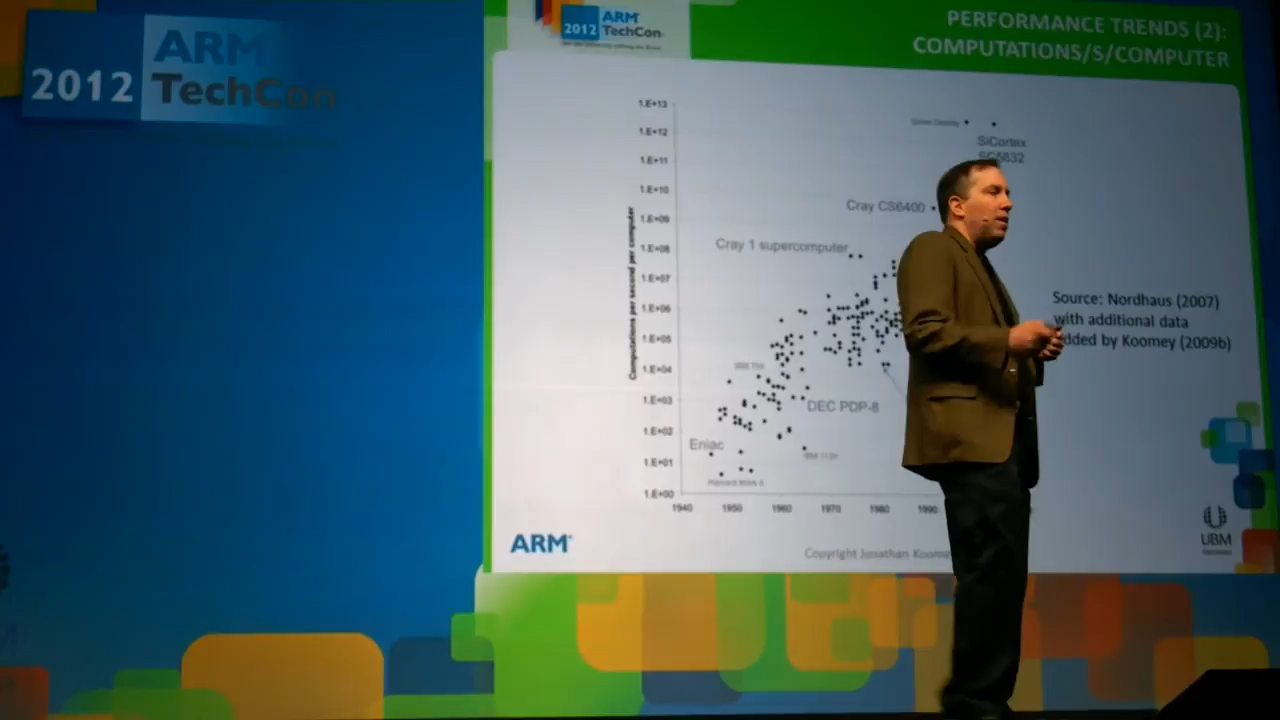 2012
ARM
TechCon
2012
ARM
TechCon
PERFORMANCE TRENDS (2):
COMPUTATIONS/S/COMPUTER
1.E+13
1.E+12
1.E+11
1.E+10
1.E+09
1.E+08
1.E+07
1.E+06
1.E+05
1.E+04
1.E+03
1.E+02
1.E+01
1.E+00
Computations per second per computer
SiCortex
SC5832
Cray CS6400
Cray 1 supercomputer
DEC PDP-8
Eniac
1940
1950
1960
1970
1980
1990
Source: Nordhaus (2007)
with additional data
added by Koomey (2009b)
ARM
Copyright Jonathan
UBM